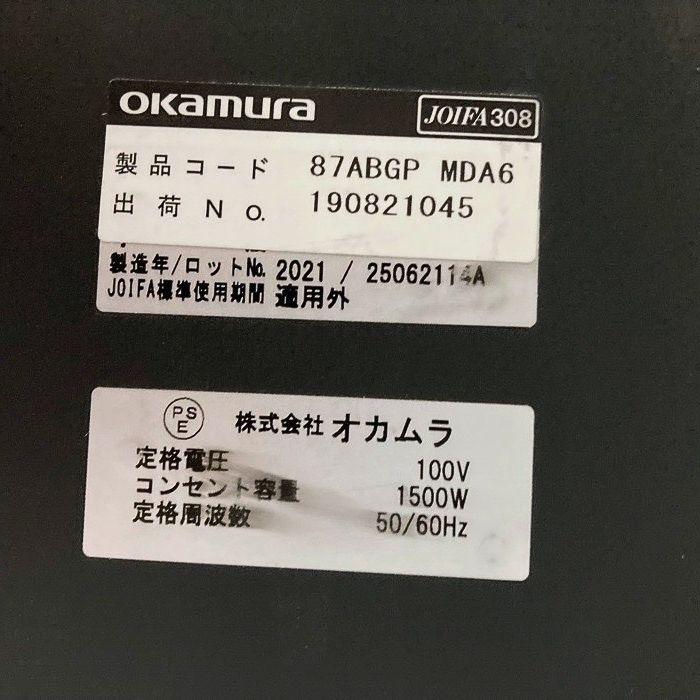 okamura
JOIFA308
製品コード 87ABGP MDA6
出荷No. 190821045
製造年/ロットNo. 2021 / 25062114A
JOIFA標準使用期間 適用外
PSE 株式会社オカムラ
定格電圧 100V
コンセント容量 1500W
定格周波数 50/60Hz